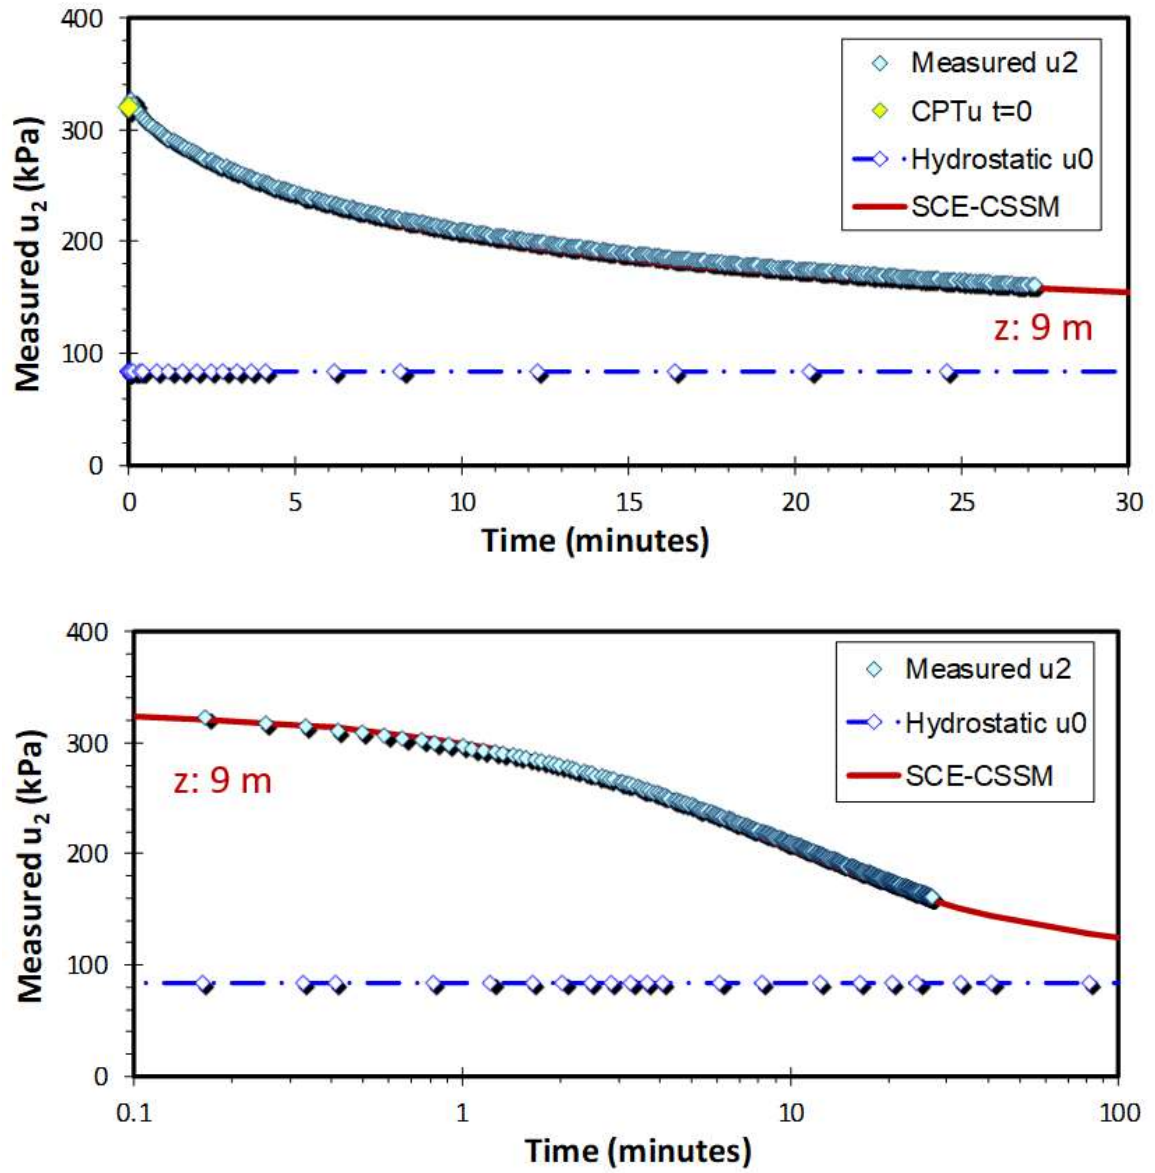 400
300
200
100
0
Measured u2 (kPa)
Measured u2
CPTu t=0
Hydrostatic u0
SCE-CSSM
z: 9 m
0 5 10 15 20 25 30
Time (minutes)
400
300
200
100
0
Measured u2 (kPa)
Measured u2
Hydrostatic u0
SCE-CSSM
z: 9 m
0.1 1 10 100
Time (minutes)